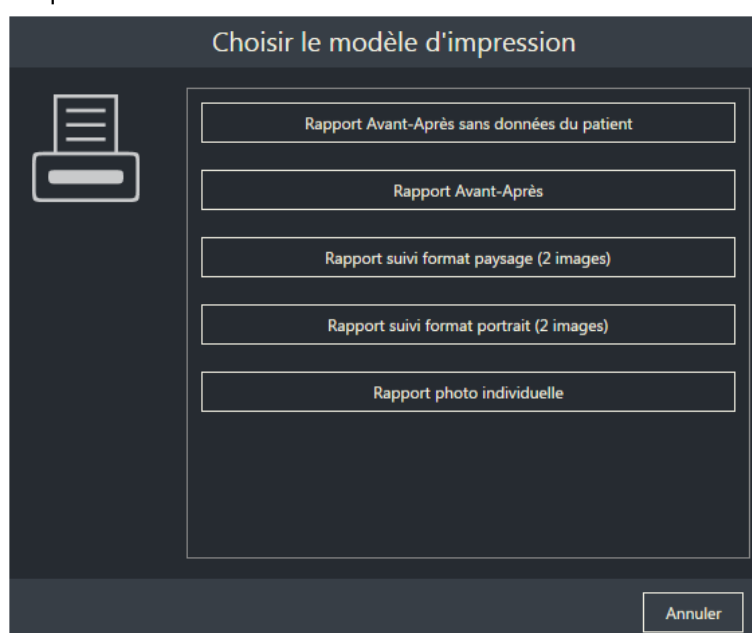 Choisir le modèle d'impression
Rapport Avant-Après sans données du patient
Rapport Avant-Après
Rapport suivi format paysage (2 images)
Rapport suivi format portrait (2 images)
Rapport photo individuelle
Annuler